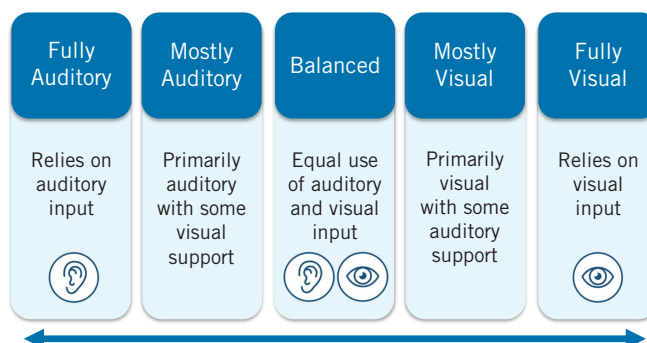 Fully
Auditory
Relies on
auditory
input
Mostly
Auditory
Primarily
auditory
with some
visual
support
Balanced
Equal use
of auditory
and visual
input
Mostly
Visual
Primarily
visual
with some
auditory
support
Fully
Visual
Relies on
visual
input